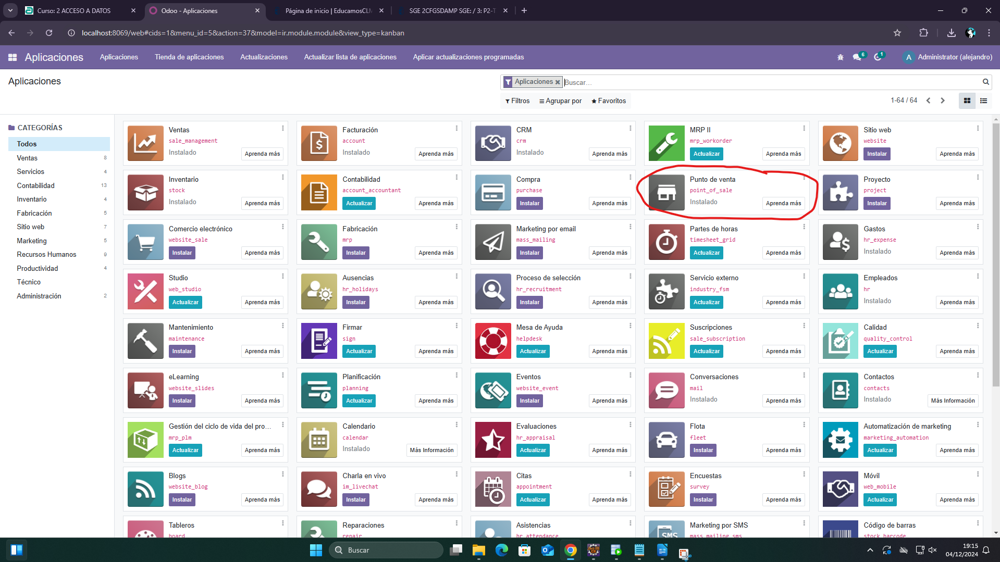 Curso: 2 ACCESO A DATOS
Odoo - Aplicaciones
Página de inicio | EducamosCLM
SGE 2CFGSDAMP SGE: / 3: P2-T
localhost:8069/web#cids=1&menu_id=5&action=37&model=ir.module.module&view_type=kanban
Aplicaciones
Aplicaciones
Tienda de aplicaciones
Actualizaciones
Actualizar lista de aplicaciones
Aplicar actualizaciones programadas
6
1
A
Administrator (alejandro)
Aplicaciones
Aplicaciones
Buscar...
Filtros
Agrupar por
Favoritos
1-64 / 64
CATEGORÍAS
Todos
Ventas 8
Servicios 4
Contabilidad 13
Inventario 4
Fabricación 5
Sitio web 7
Marketing 5
Recursos Humanos 9
Productividad 4
Técnico
Administración 2
Ventas
sale_management
Instalado
Aprenda más
Facturación
account
Instalado
Aprenda más
CRM
crm
Instalado
Aprenda más
MRP II
mrp_workorder
Actualizar
Aprenda más
Sitio web
website
Instalar
Aprenda más
Inventario
stock
Instalado
Aprenda más
Contabilidad
account_accountant
Actualizar
Aprenda más
Compra
purchase
Instalar
Aprenda más
Punto de venta
point_of_sale
Instalado
Aprenda más
Proyecto
project
Instalar
Aprenda más
Comercio electrónico
website_sale
Instalar
Aprenda más
Fabricación
mrp
Instalar
Aprenda más
Marketing por email
mass_mailing
Instalar
Aprenda más
Partes de horas
timesheet_grid
Actualizar
Aprenda más
Gastos
hr_expense
Instalado
Aprenda más
Studio
web_studio
Actualizar
Aprenda más
Ausencias
hr_holidays
Instalar
Aprenda más
Proceso de selección
hr_recruitment
Instalar
Aprenda más
Servicio externo
industry_fsm
Actualizar
Aprenda más
Empleados
hr
Instalado
Aprenda más
Mantenimiento
maintenance
Instalar
Aprenda más
Firmar
sign
Actualizar
Aprenda más
Mesa de Ayuda
helpdesk
Actualizar
Aprenda más
Suscripciones
sale_subscription
Actualizar
Aprenda más
Calidad
quality_control
Actualizar
Aprenda más
eLearning
website_slides
Instalar
Aprenda más
Planificación
planning
Actualizar
Aprenda más
Eventos
website_event
Instalar
Aprenda más
Conversaciones
mail
Instalado
Aprenda más
Contactos
contacts
Instalado
Más Información
Gestión del ciclo de vida del pro...
mrp_plm
Actualizar
Aprenda más
Calendario
calendar
Instalado
Más Información
Evaluaciones
hr_appraisal
Actualizar
Aprenda más
Flota
fleet
Instalar
Aprenda más
Automatización de marketing
marketing_automation
Actualizar
Aprenda más
Blogs
website_blog
Instalar
Aprenda más
Charla en vivo
im_livechat
Instalar
Aprenda más
Citas
appointment
Actualizar
Aprenda más
Encuestas
survey
Instalar
Aprenda más
Móvil
web_mobile
Actualizar
Aprenda más
Tableros
board
Reparaciones
repair
Asistencias
hr_attendance
SMS
Marketing por SMS
mass_mailing_sms
Código de barras
stock_barcode
Buscar
19:15
04/12/2024